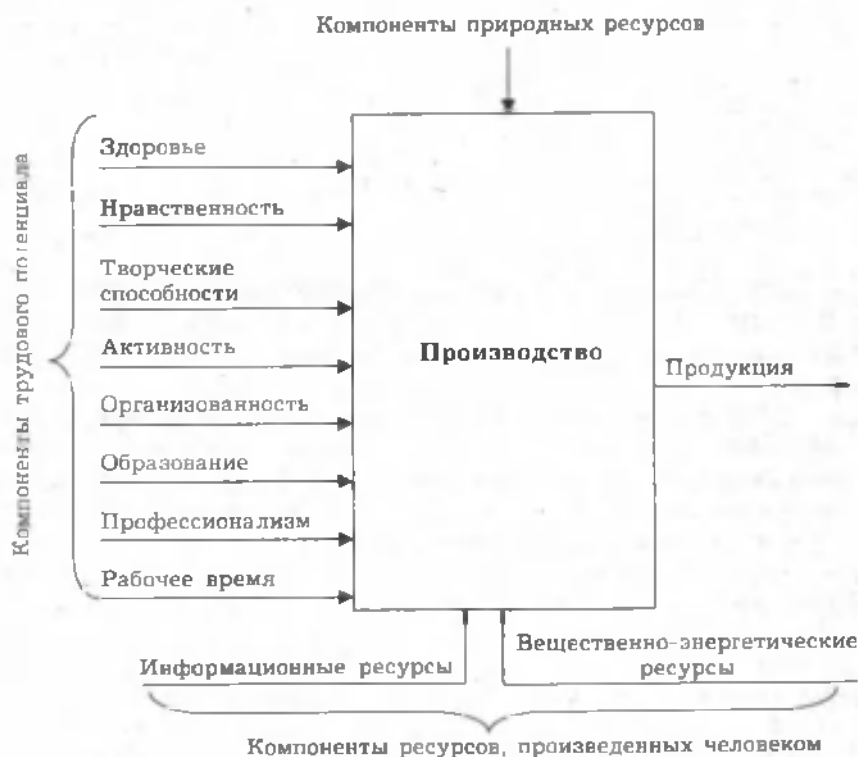 Компоненты природных ресурсов
Компоненты трудового потенциала
Здоровье
Нравственность
Творческие
способности
Активность
Организованность
Образование
Профессионализм
Рабочее время
Производство
Продукция
Информационные ресурсы
Вещественно-энергетические
ресурсы
Компоненты ресурсов, произведенных человеком